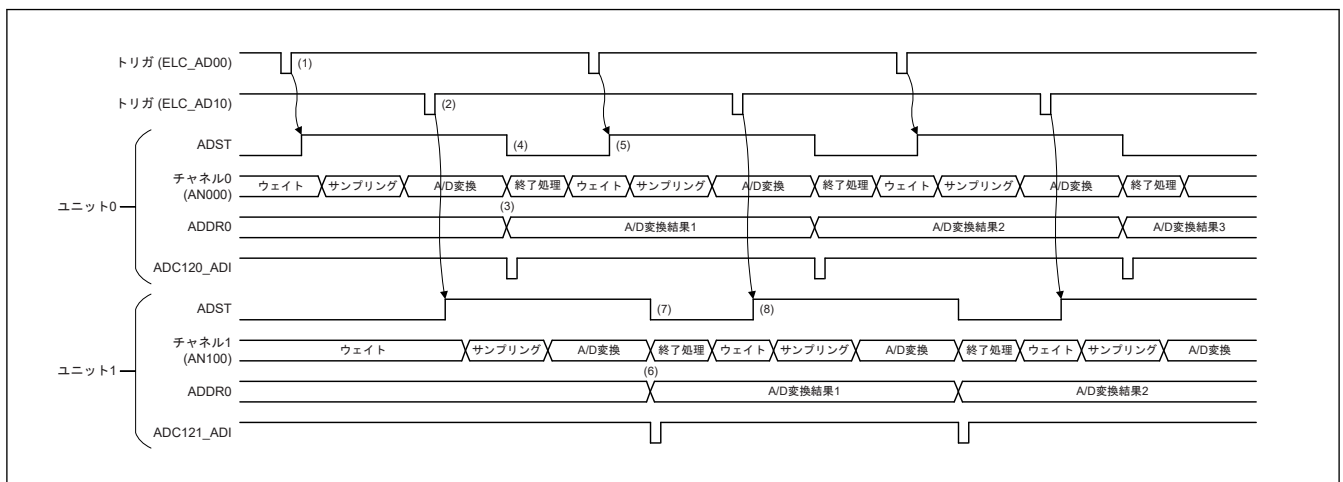 トリガ (ELC_AD00) (1)
トリガ (ELC_AD10) (2)
ADST (4) (5)
チャネル0 (AN000) ウェイト サンプリング A/D変換 終了処理 ウェイト サンプリング A/D変換 終了処理 ウェイト サンプリング A/D変換 終了処理
(3)
ユニット0
ADDR0 A/D変換結果1 A/D変換結果2 A/D変換結果3
ADC120_ADI
ADST (7) (8)
チャネル1 (AN100) ウェイト サンプリング A/D変換 終了処理 ウェイト サンプリング A/D変換 終了処理 ウェイト サンプリング A/D変換
(6)
ユニット1
ADDR0 A/D変換結果1 A/D変換結果2
ADC121_ADI